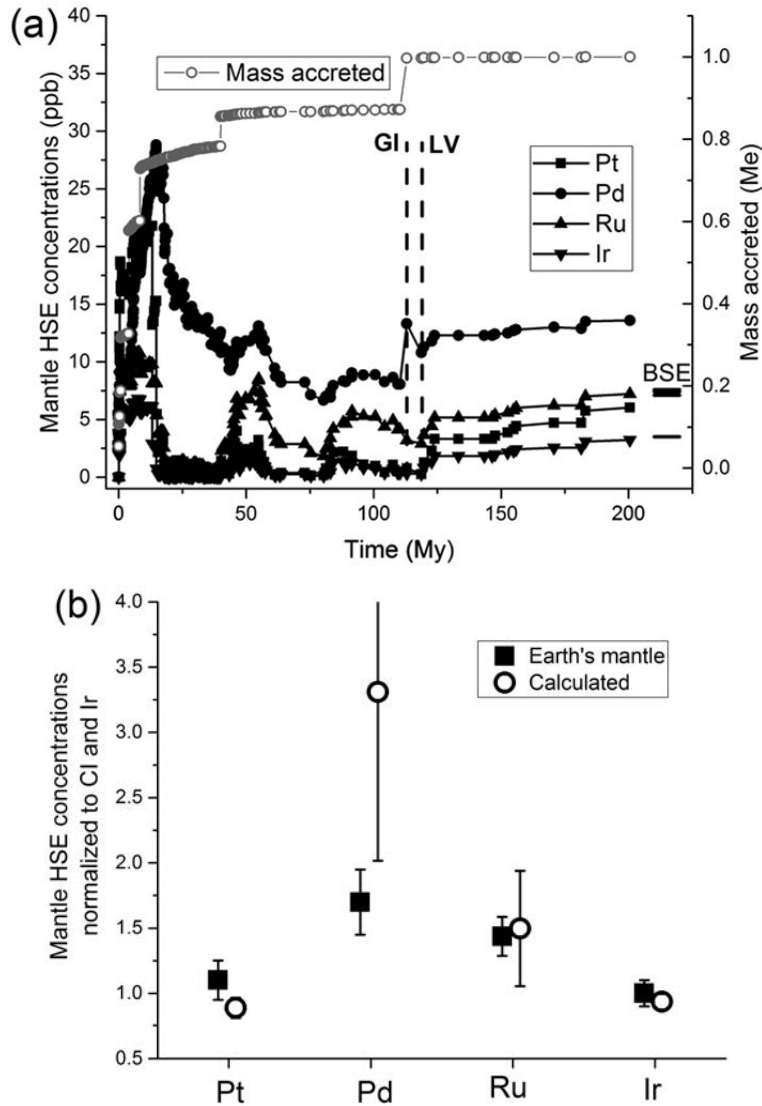 (a)
40
35
30
25
20
15
10
5
0
Mantle HSE concentrations (ppb)
Mass accreted
GI
LV
Pt
Pd
Ru
Ir
BSE
1.0
0.8
0.6
0.4
0.2
0.0
Mass accreted (Me)
0
50
100
150
200
Time (My)
(b)
4.0
3.5
3.0
2.5
2.0
1.5
1.0
0.5
Mantle HSE concentrations
normalized to CI and Ir
Earth's mantle
Calculated
Pt
Pd
Ru
Ir